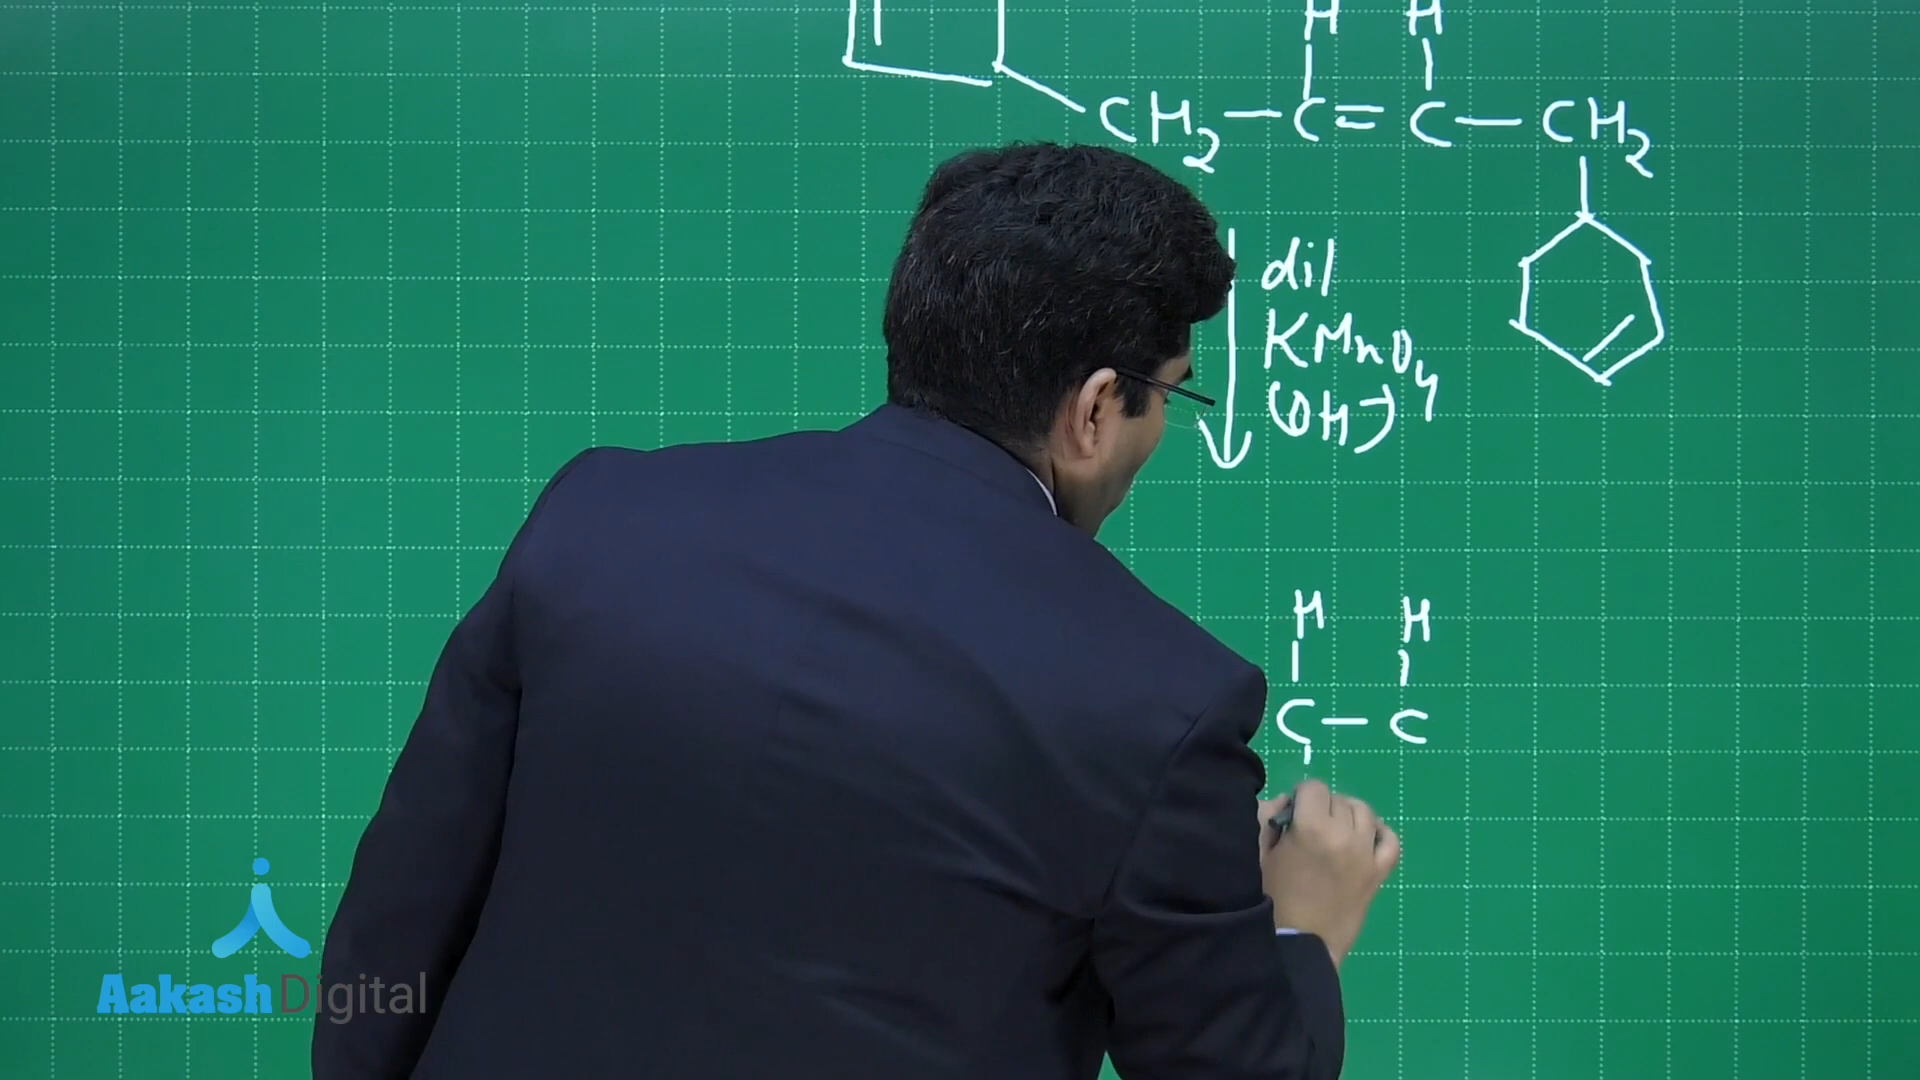 H H
CH₂—C=C—CH₂
dil
KMnO₄
(OH⁻)
H H
C—C
Aakash Digital